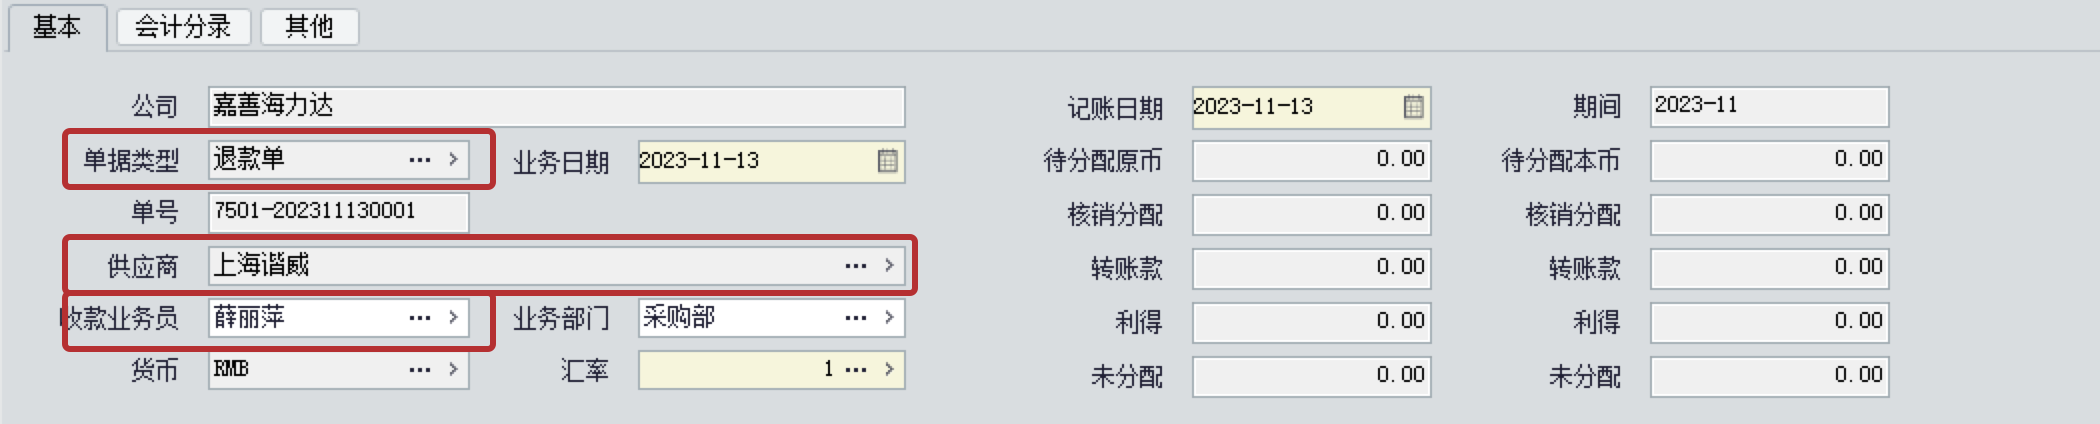 基本 会计分录 其他
公司 嘉善海力达 记账日期 2023-11-13 期间 2023-11
单据类型 退款单 ··· > 业务日期 2023-11-13 待分配原币 0.00 待分配本币 0.00
单号 7501-202311130001 核销分配 0.00 核销分配 0.00
供应商 上海谐威 ··· > 转账款 0.00 转账款 0.00
收款业务员 薛丽萍 ··· > 业务部门 采购部 ··· > 利得 0.00 利得 0.00
货币 RMB ··· > 汇率 1 ··· > 未分配 0.00 未分配 0.00